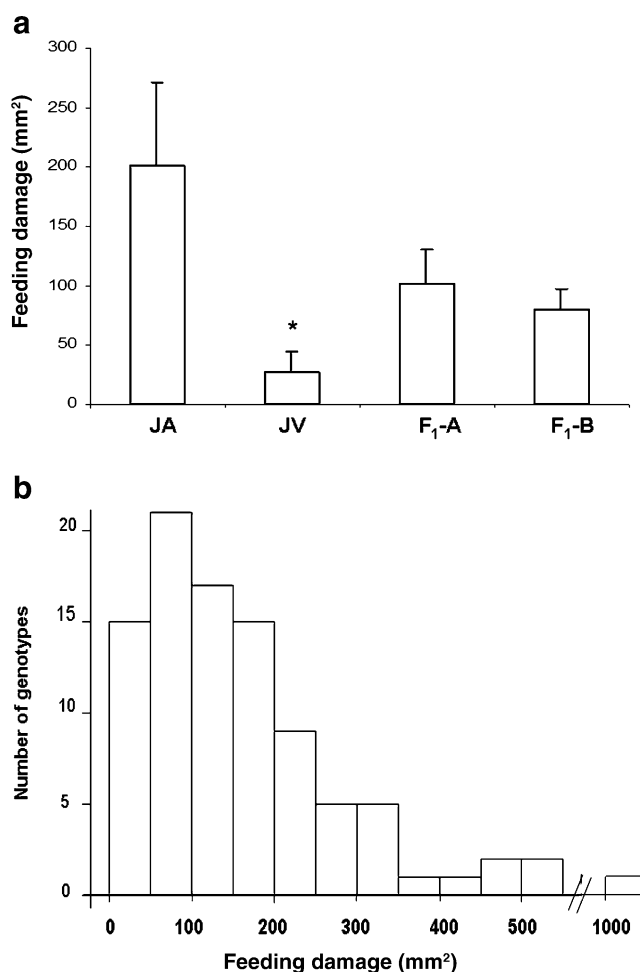 a
Feeding damage (mm²)
300
250
200
150
100
50
0
*
JA JV F₁-A F₁-B
b
Number of genotypes
20
15
10
5
0
0 100 200 300 400 500 1000
Feeding damage (mm²)